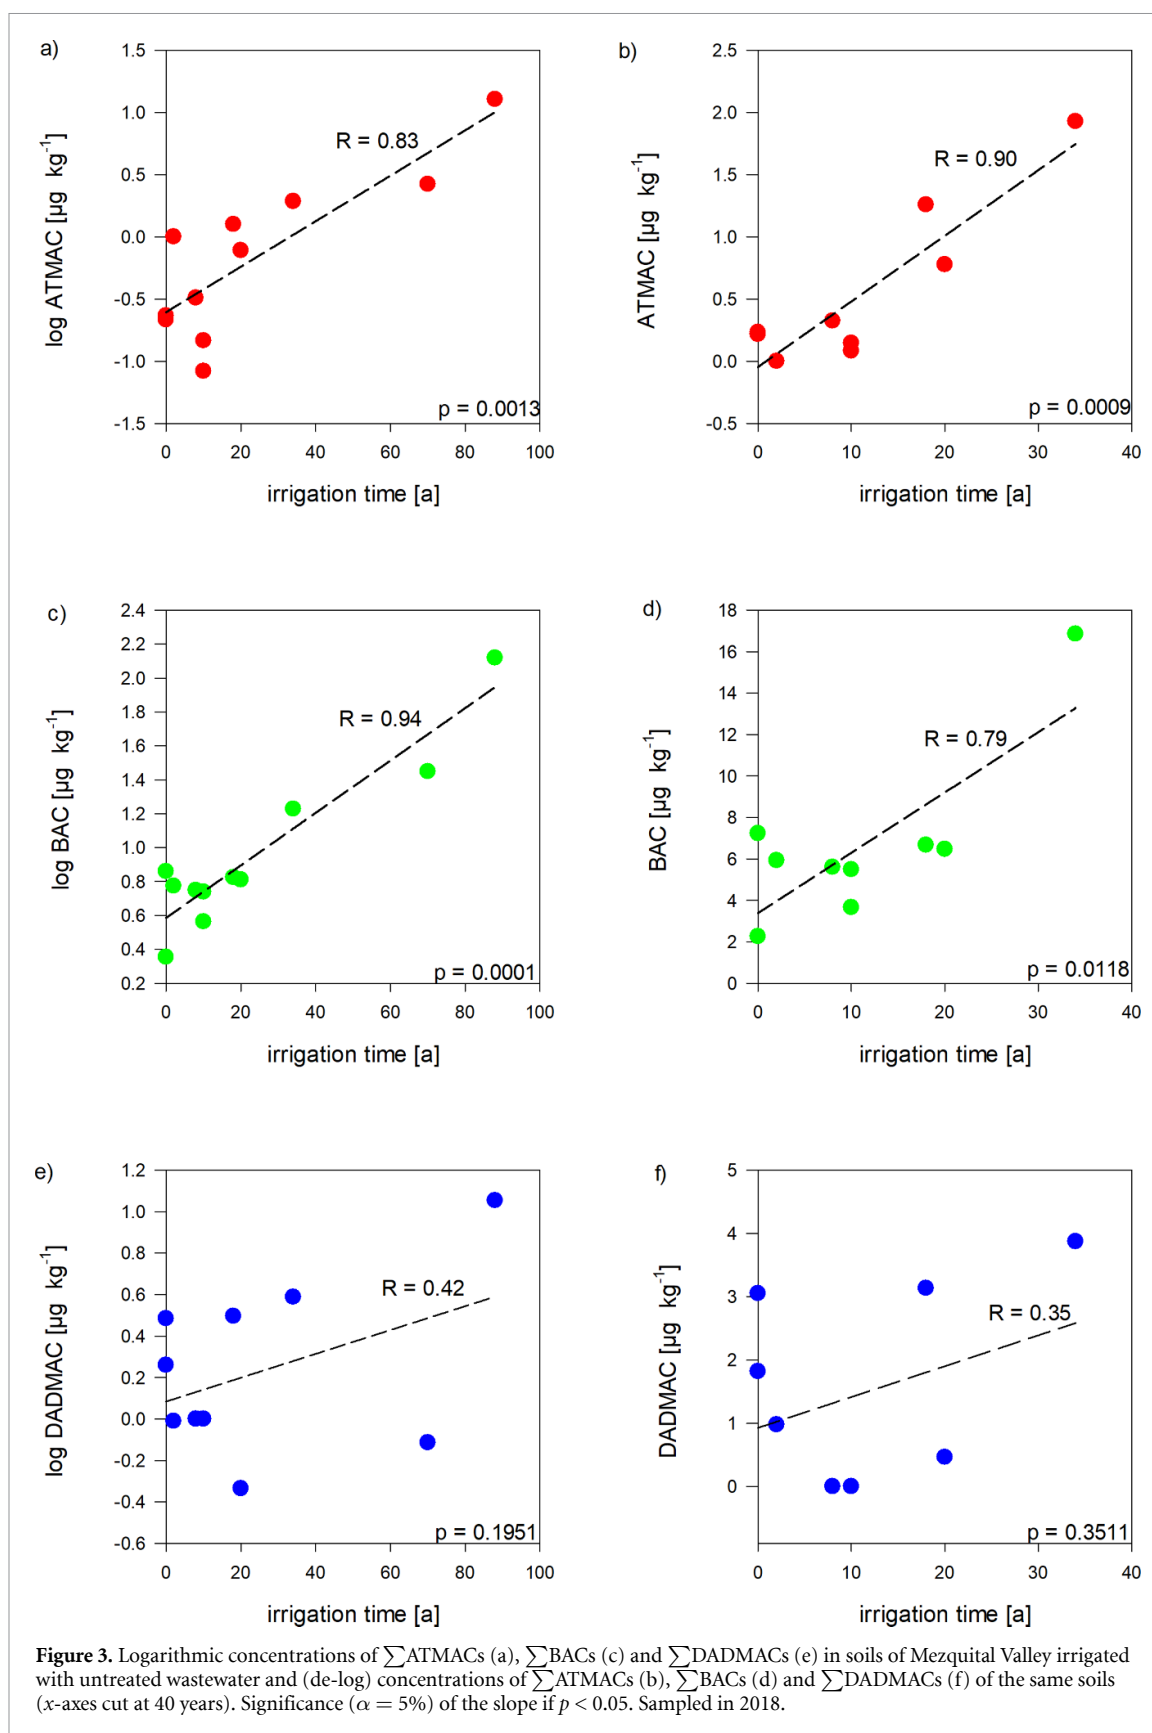 a)
1.5
1.0
0.5
0.0
-0.5
-1.0
-1.5
log ATMAC [µg kg-1]
R = 0.83
p = 0.0013
0 20 40 60 80 100
irrigation time [a]
b)
2.5
2.0
1.5
1.0
0.5
0.0
-0.5
ATMAC [µg kg-1]
R = 0.90
p = 0.0009
0 10 20 30 40
irrigation time [a]
c)
2.4
2.2
2.0
1.8
1.6
1.4
1.2
1.0
0.8
0.6
0.4
0.2
log BAC [µg kg-1]
R = 0.94
p = 0.0001
0 20 40 60 80 100
irrigation time [a]
d)
18
16
14
12
10
8
6
4
2
0
BAC [µg kg-1]
R = 0.79
p = 0.0118
0 10 20 30 40
irrigation time [a]
e)
1.2
1.0
0.8
0.6
0.4
0.2
0.0
-0.2
-0.4
-0.6
log DADMAC [µg kg-1]
R = 0.42
p = 0.1951
0 20 40 60 80 100
irrigation time [a]
f)
5
4
3
2
1
0
DADMAC [µg kg-1]
R = 0.35
p = 0.3511
0 10 20 30 40
irrigation time [a]
Figure 3. Logarithmic concentrations of ∑ATMACs (a), ∑BACs (c) and ∑DADMACs (e) in soils of Mezquital Valley irrigated
with untreated wastewater and (de-log) concentrations of ∑ATMACs (b), ∑BACs (d) and ∑DADMACs (f) of the same soils
(x-axes cut at 40 years). Significance (α = 5%) of the slope if p < 0.05. Sampled in 2018.